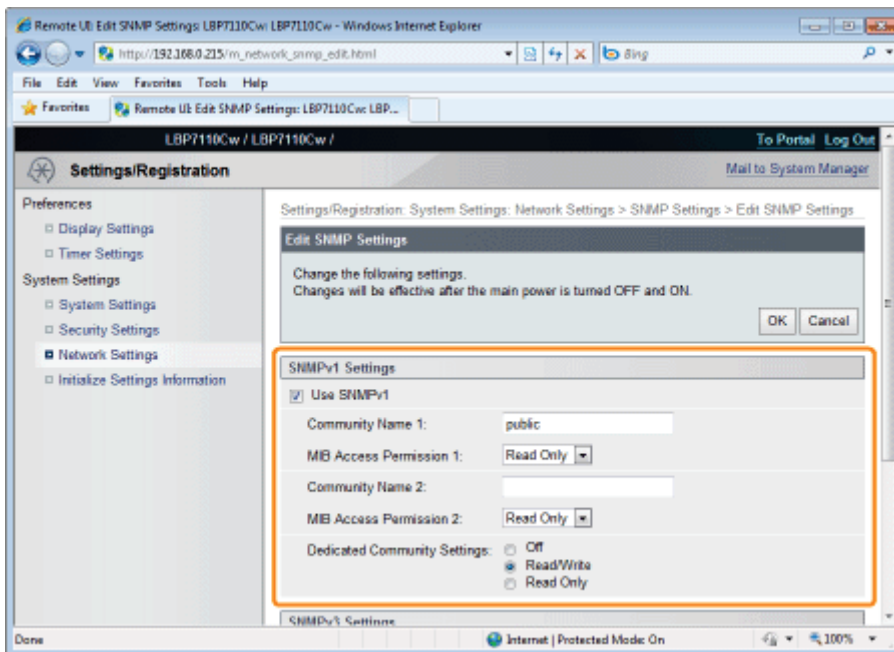 Remote UI: Edit SNMP Settings: LBP7110Cw: LBP7110Cw - Windows Internet Explorer
http://192.168.0.215/m_network_snmp_edit.html
Bing
File Edit View Favorites Tools Help
Favorites
Remote UI: Edit SNMP Settings: LBP7110Cw: LBP...
LBP7110Cw / LBP7110Cw /
To Portal Log Out
Settings/Registration
Mail to System Manager
Preferences
Display Settings
Timer Settings
System Settings
System Settings
Security Settings
Network Settings
Initialize Settings Information
Settings/Registration: System Settings: Network Settings > SNMP Settings > Edit SNMP Settings
Edit SNMP Settings
Change the following settings.
Changes will be effective after the main power is turned OFF and ON.
OK Cancel
SNMPv1 Settings
Use SNMPv1
Community Name 1: public
MIB Access Permission 1: Read Only
Community Name 2:
MIB Access Permission 2: Read Only
Dedicated Community Settings: Off
Read/Write
Read Only
SNMPv3 Settings
Done
Internet | Protected Mode: On
100%